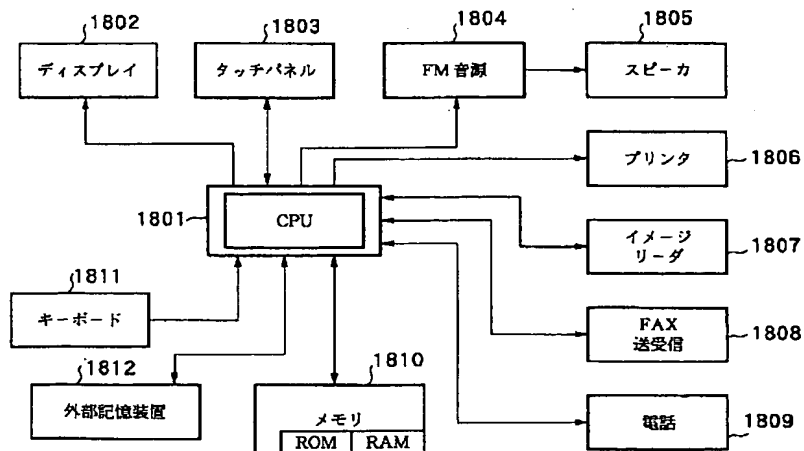 1802
1803
1804
1805
ディスプレイ
タッチパネル
FM音源
スピーカ
プリンタ
1806
1801
CPU
イメージ
リーダ
1807
1811
キーボード
FAX
送受信
1808
1812
外部記憶装置
1810
メモリ
ROM
RAM
電話
1809